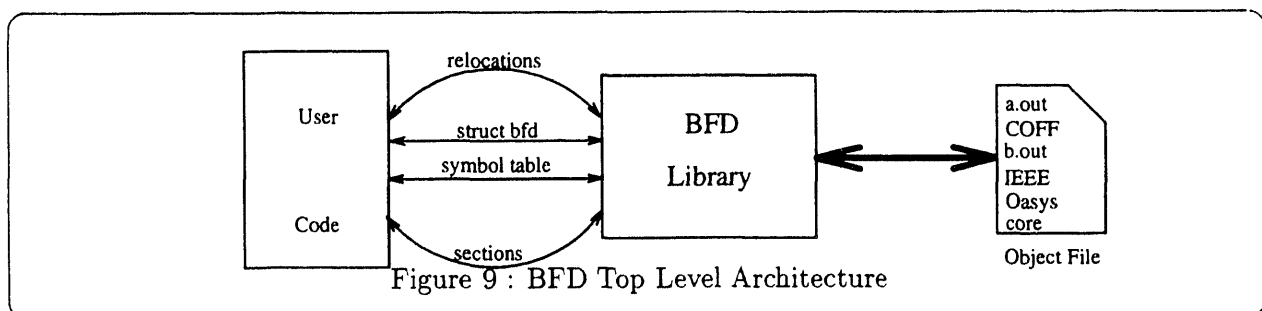 relocations
User
struct bfd
symbol table
Code
sections
BFD
Library
a.out
COFF
b.out
IEEE
Oasys
core
Object File
Figure 9 : BFD Top Level Architecture